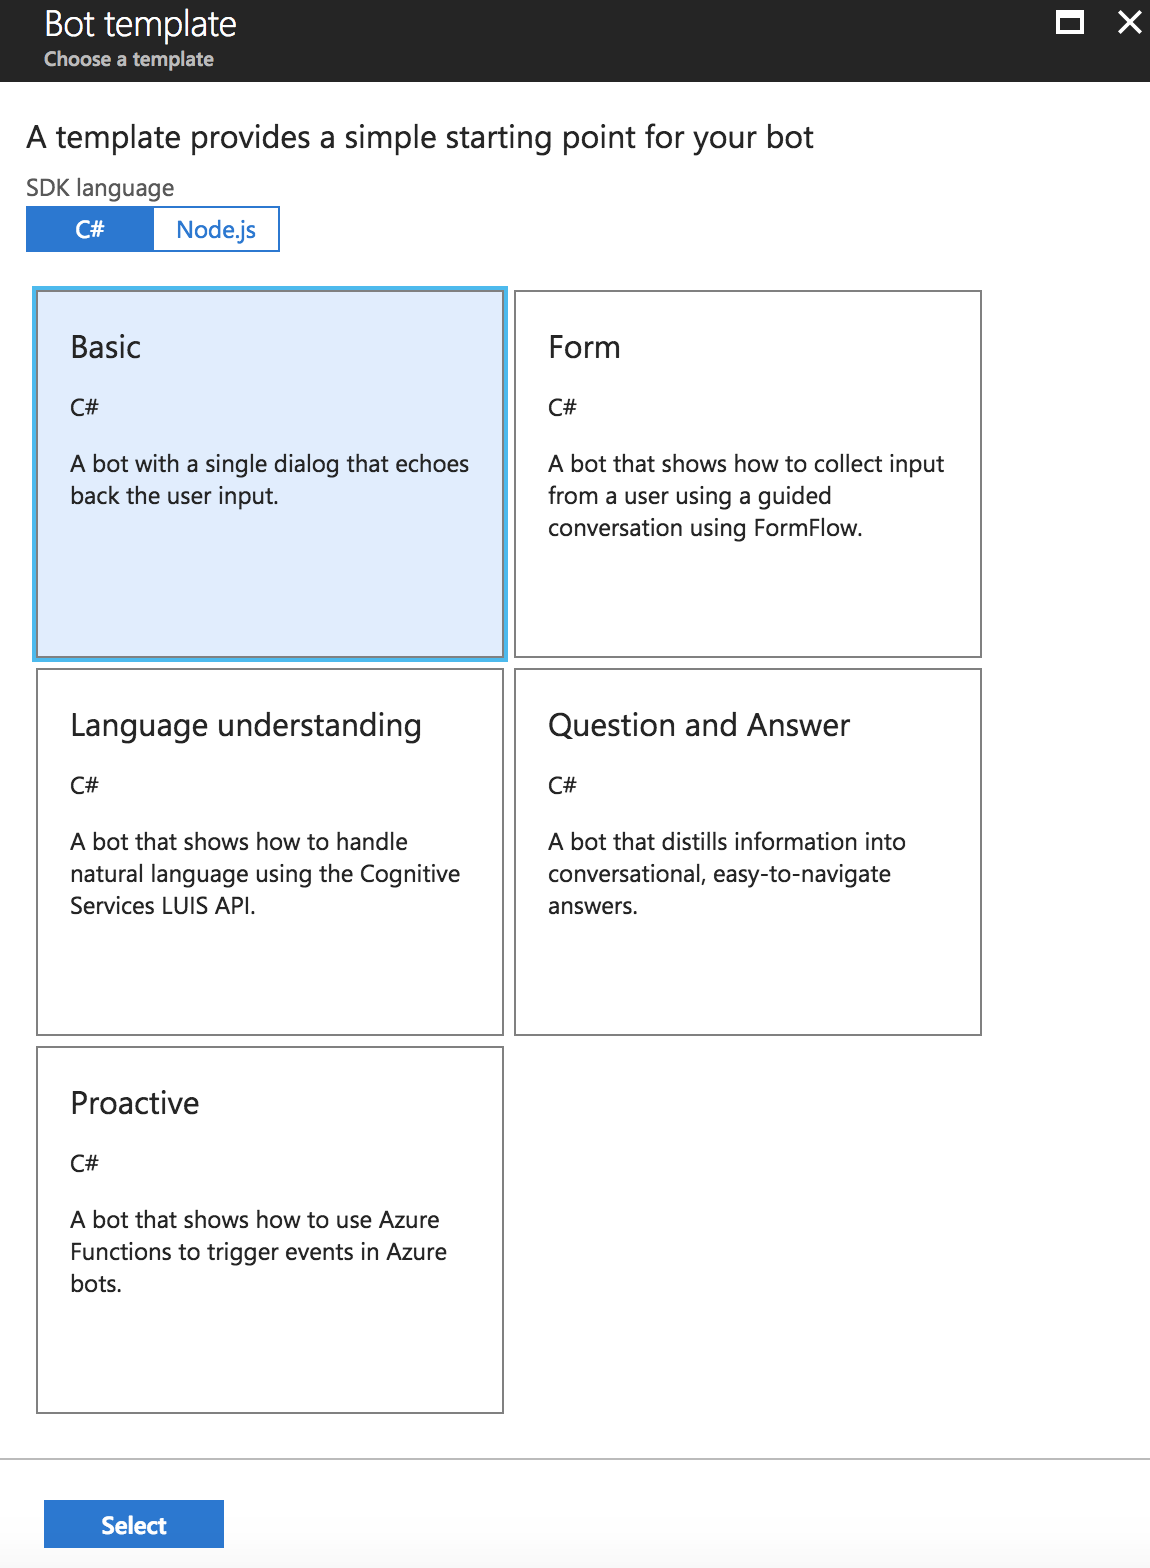 Bot template
Choose a template
A template provides a simple starting point for your bot
SDK language
C#
Node.js
Basic
C#
A bot with a single dialog that echoes
back the user input.
Form
C#
A bot that shows how to collect input
from a user using a guided
conversation using FormFlow.
Language understanding
C#
A bot that shows how to handle
natural language using the Cognitive
Services LUIS API.
Question and Answer
C#
A bot that distills information into
conversational, easy-to-navigate
answers.
Proactive
C#
A bot that shows how to use Azure
Functions to trigger events in Azure
bots.
Select